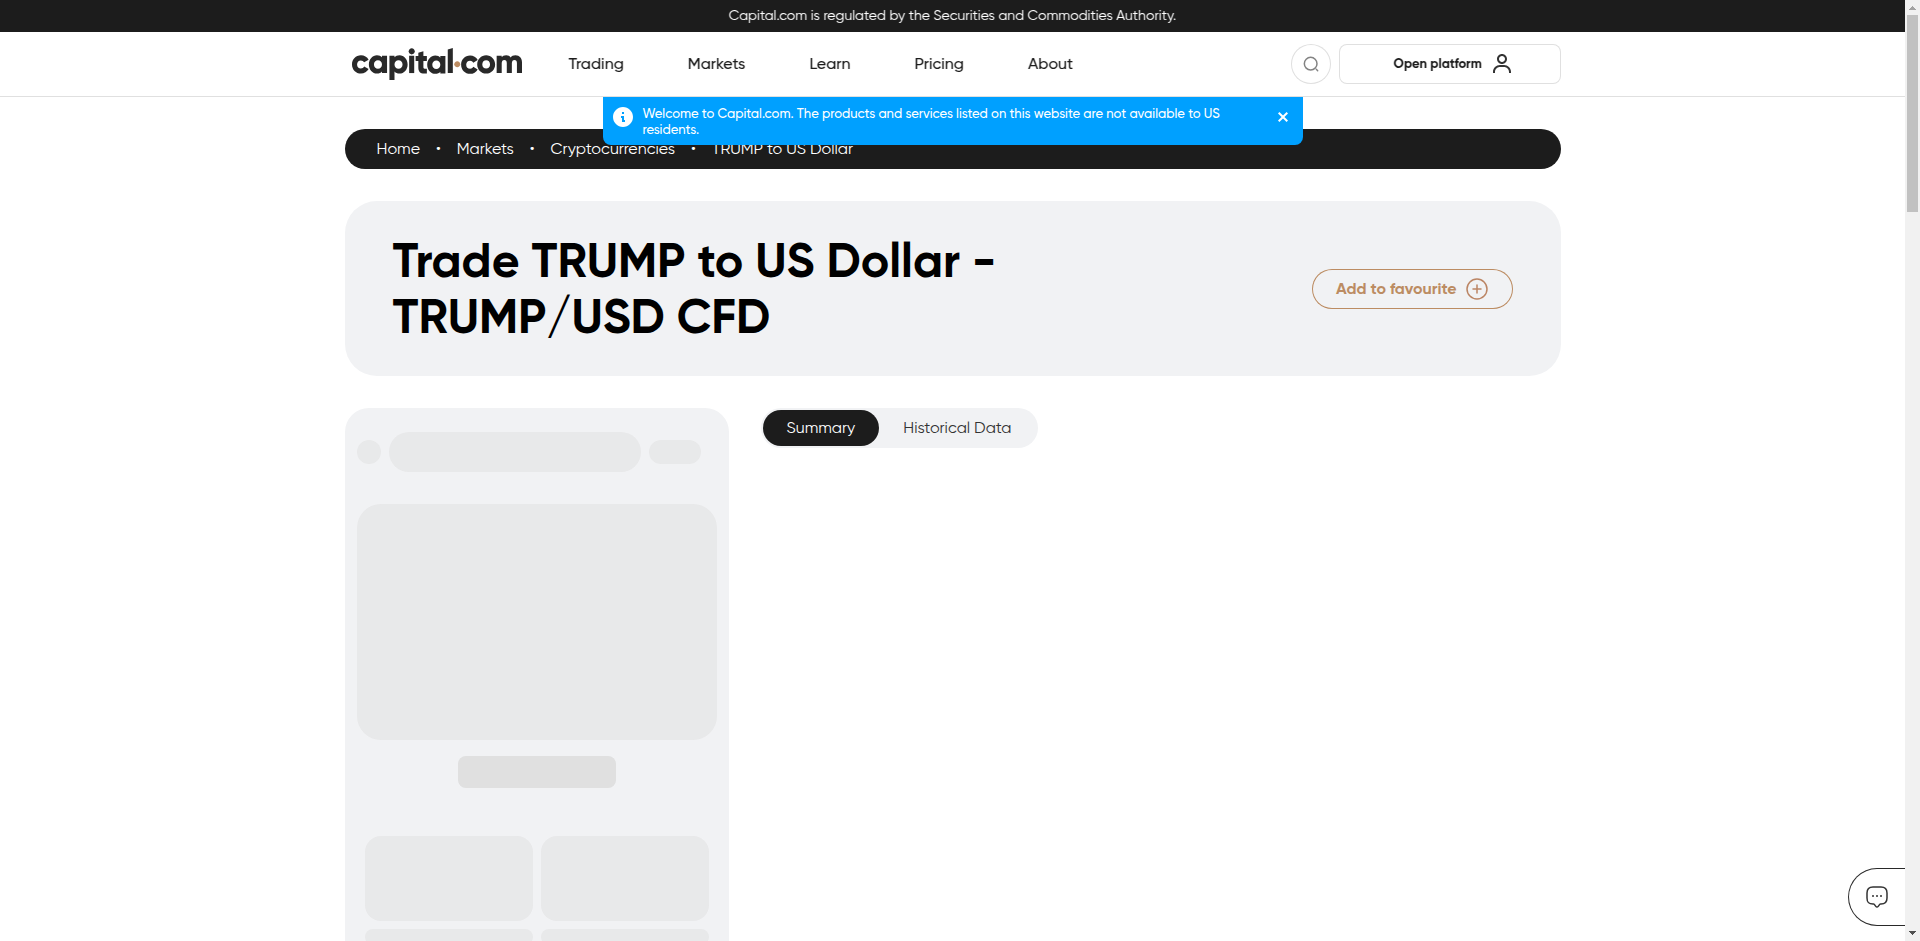 Capital.com is regulated by the Securities and Commodities Authority.
capital.com
Trading
Markets
Learn
Pricing
About
Open platform
Welcome to Capital.com. The products and services listed on this website are not available to US
residents.
Home • Markets • Cryptocurrencies • TRUMP to US Dollar
Trade TRUMP to US Dollar -
TRUMP/USD CFD
Add to favourite
Summary
Historical Data